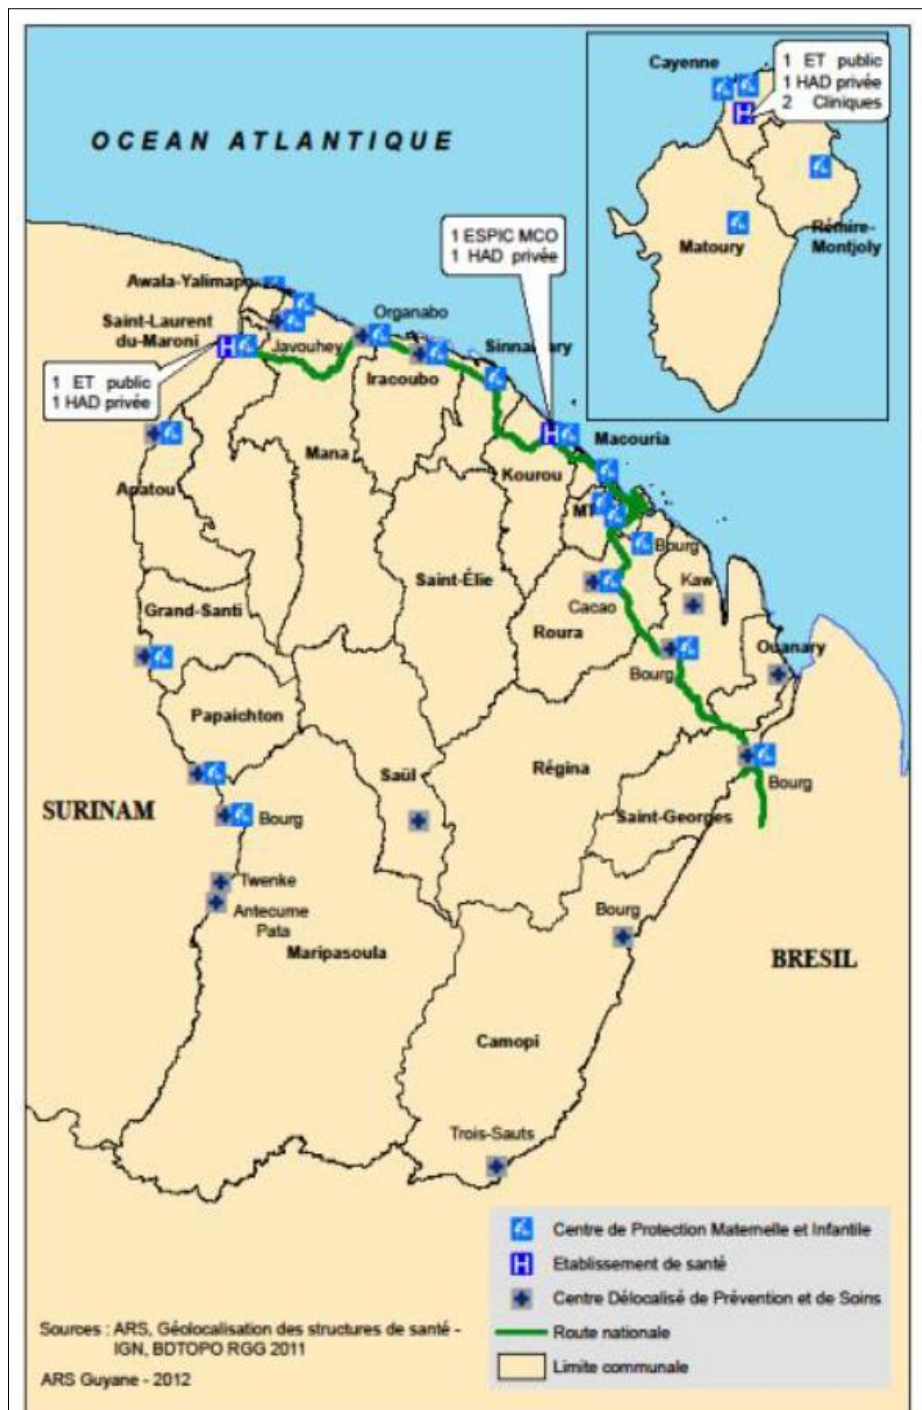 OCEAN ATLANTIQUE
Cayenne
1 ET public
1 HAD privée
2 Cliniques
Matoury
Rémire-
Montjoly
1 ESPIC MCO
1 HAD privée
Awala-Yalimapo
Saint-Laurent
du-Maroni
Javouhey
Organabo
Iracoubo
1 ET public
1 HAD privée
Mana
Kourou
Macouria
Apatou
Saint-Élie
Bourg
Kaw
Cacao
Grand-Santi
Roura
Ouanary
Bourg
Papaichton
Saül
Régina
Bourg
SURINAM
Bourg
Saint-Georges
Twenke
Antecume
Pata
Bourg
Maripasoula
BRESIL
Camopi
Trois-Sauts
Centre de Protection Maternelle et Infantile
Etablissement de santé
Centre Délocalisé de Prévention et de Soins
Route nationale
Limite communale
Sources : ARS, Géolocalisation des structures de santé -
IGN, BDTOPO RGG 2011
ARS Guyane - 2012